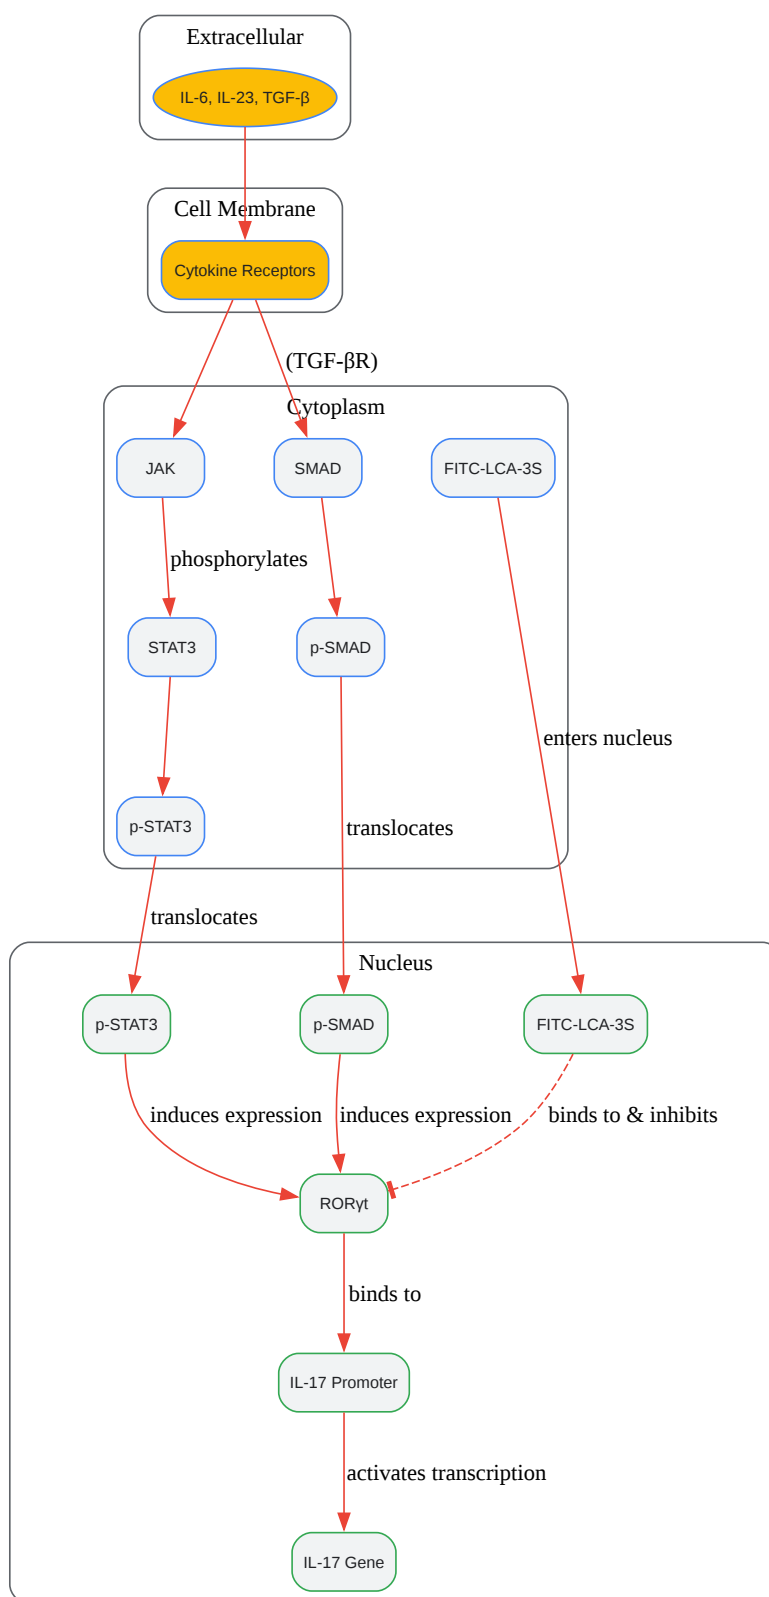 Extracellular
IL-6, IL-23, TGF-β
Cell Membrane
Cytokine Receptors
(TGF-βR)
Cytoplasm
JAK
SMAD
FITC-LCA-3S
phosphorylates
STAT3
p-SMAD
enters nucleus
p-STAT3
translocates
translocates
Nucleus
p-STAT3
p-SMAD
FITC-LCA-3S
induces expression
induces expression
binds to & inhibits
RORγt
binds to
IL-17 Promoter
activates transcription
IL-17 Gene